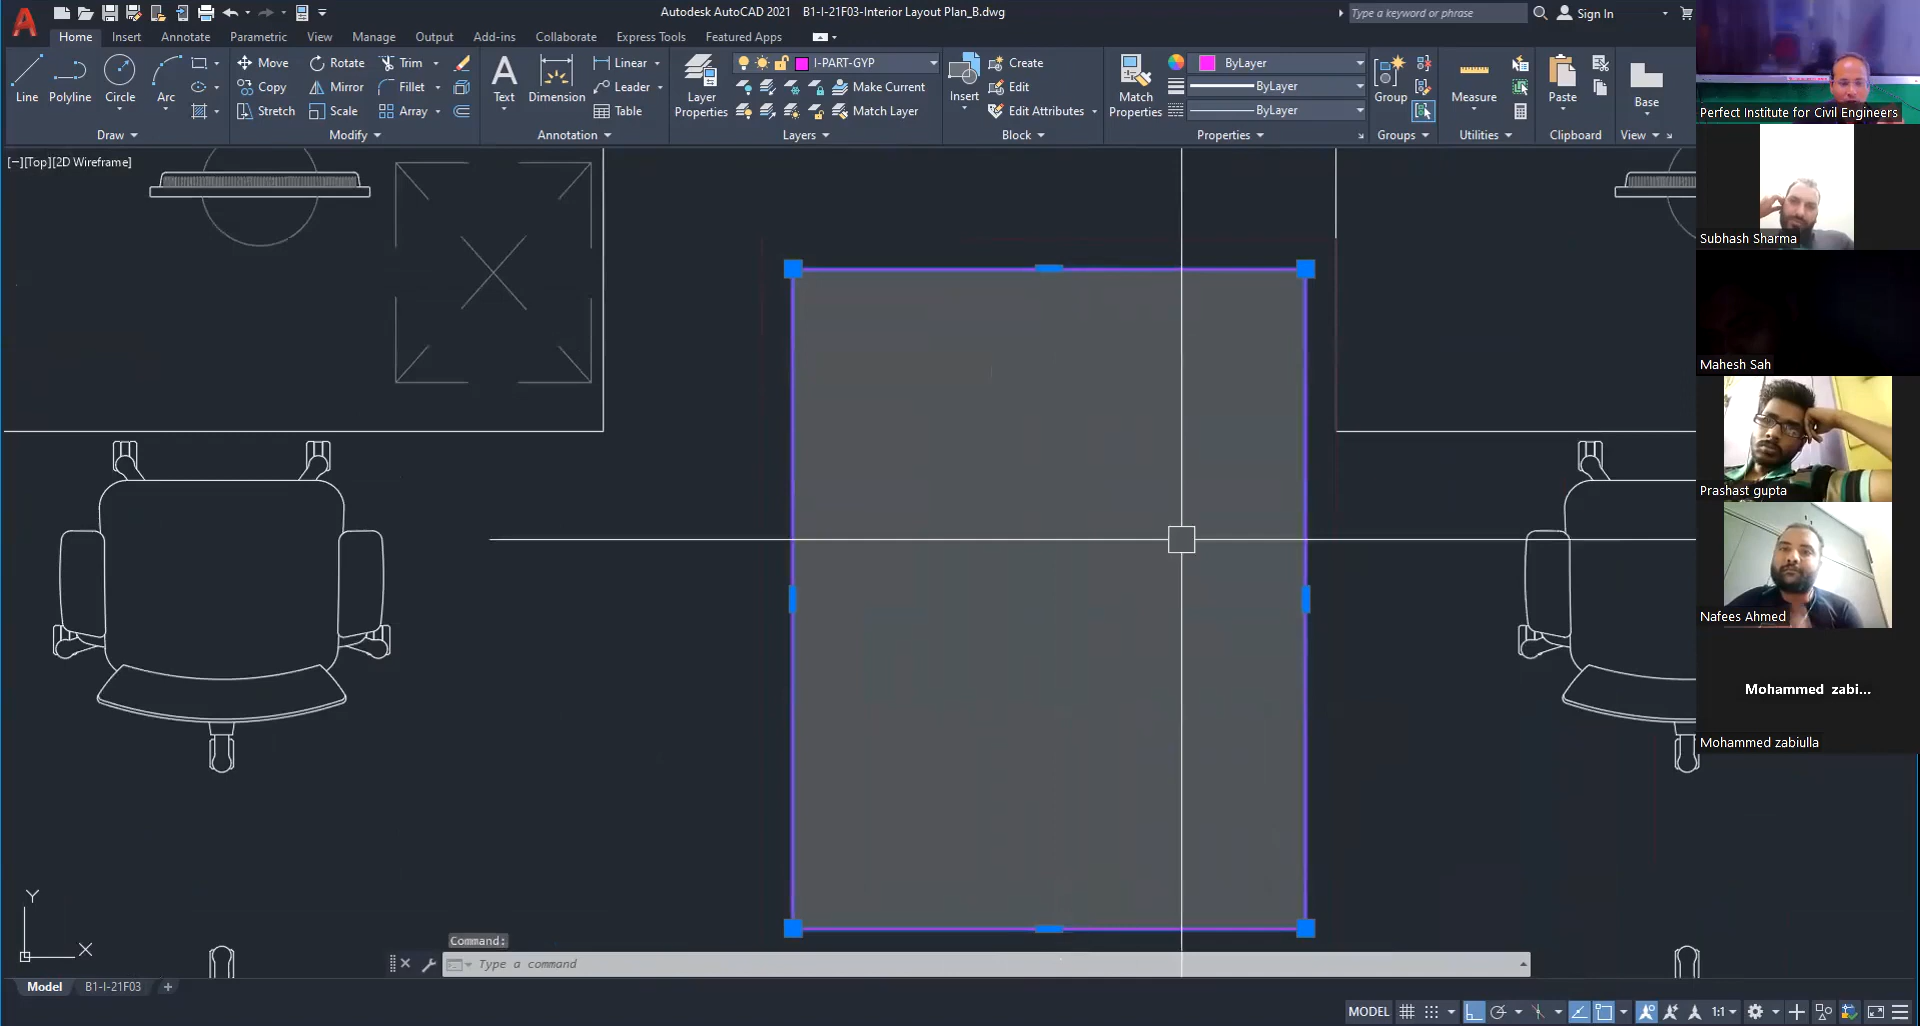 Autodesk AutoCAD 2021 B1-I-21F03-Interior Layout Plan_B.dwg
Type a keyword or phrase
Sign In
Home Insert Annotate Parametric View Manage Output Add-ins Collaborate Express Tools Featured Apps
Line Polyline Circle Arc
Move Rotate Trim
Copy Mirror Fillet
Stretch Scale Array
Text Dimension
Linear
Leader
Table
Layer Properties
I-PART-GYP
Make Current
Match Layer
Insert
Create
Edit
Edit Attributes
Match Properties
ByLayer
ByLayer
ByLayer
Group
Measure
Paste
Base
Draw Modify Annotation Layers Block Properties Groups Utilities Clipboard View
[−][Top][2D Wireframe]
Perfect Institute for Civil Engineers
Subhash Sharma
Mahesh Sah
Prashast gupta
Nafees Ahmed
Mohammed zabi...
Mohammed zabiulla
Y
X
Command:
Type a command
Model B1-I-21F03
MODEL 1:1